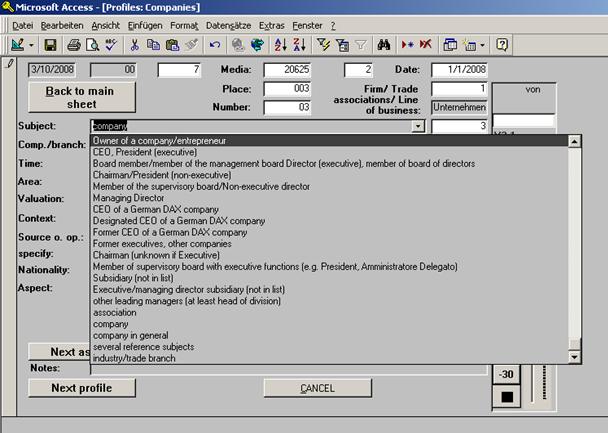 Microsoft Access - [Profiles: Companies]
Datei Bearbeiten Ansicht Einfügen Format Datensätze Extras Fenster ?
3/10/2008 00 7 Media: 20625 2 Date: 1/1/2008
Back to main
sheet
Place: 003 Firm/ Trade 1
associations/ Line
of business: Unternehmen
Number: 03
von
Subject: company 3
Comp./branch:
Time:
Area:
Valuation:
Context:
Source o. op.:
specify:
Nationality:
Aspect:
Owner of a company/entrepreneur
CEO, President (executive)
Board member/member of the management board Director (executive), member of board of directors
Chairman/President (non-executive)
Member of the supervisory board/Non-executive director
Managing Director
CEO of a German DAX company
Designated CEO of a German DAX company
Former CEO of a German DAX company
Former executives, other companies
Chairman (unknown if Executive)
Member of supervisory board with executive functions (e.g. President, Amministratore Delegato)
Subsidiary (not in list)
Executive/managing director subsidiary (not in list)
other leading managers (at least head of division)
association
company
company in general
several reference subjects
industry/trade branch
Next as
Notes:
-30
Next profile CANCEL